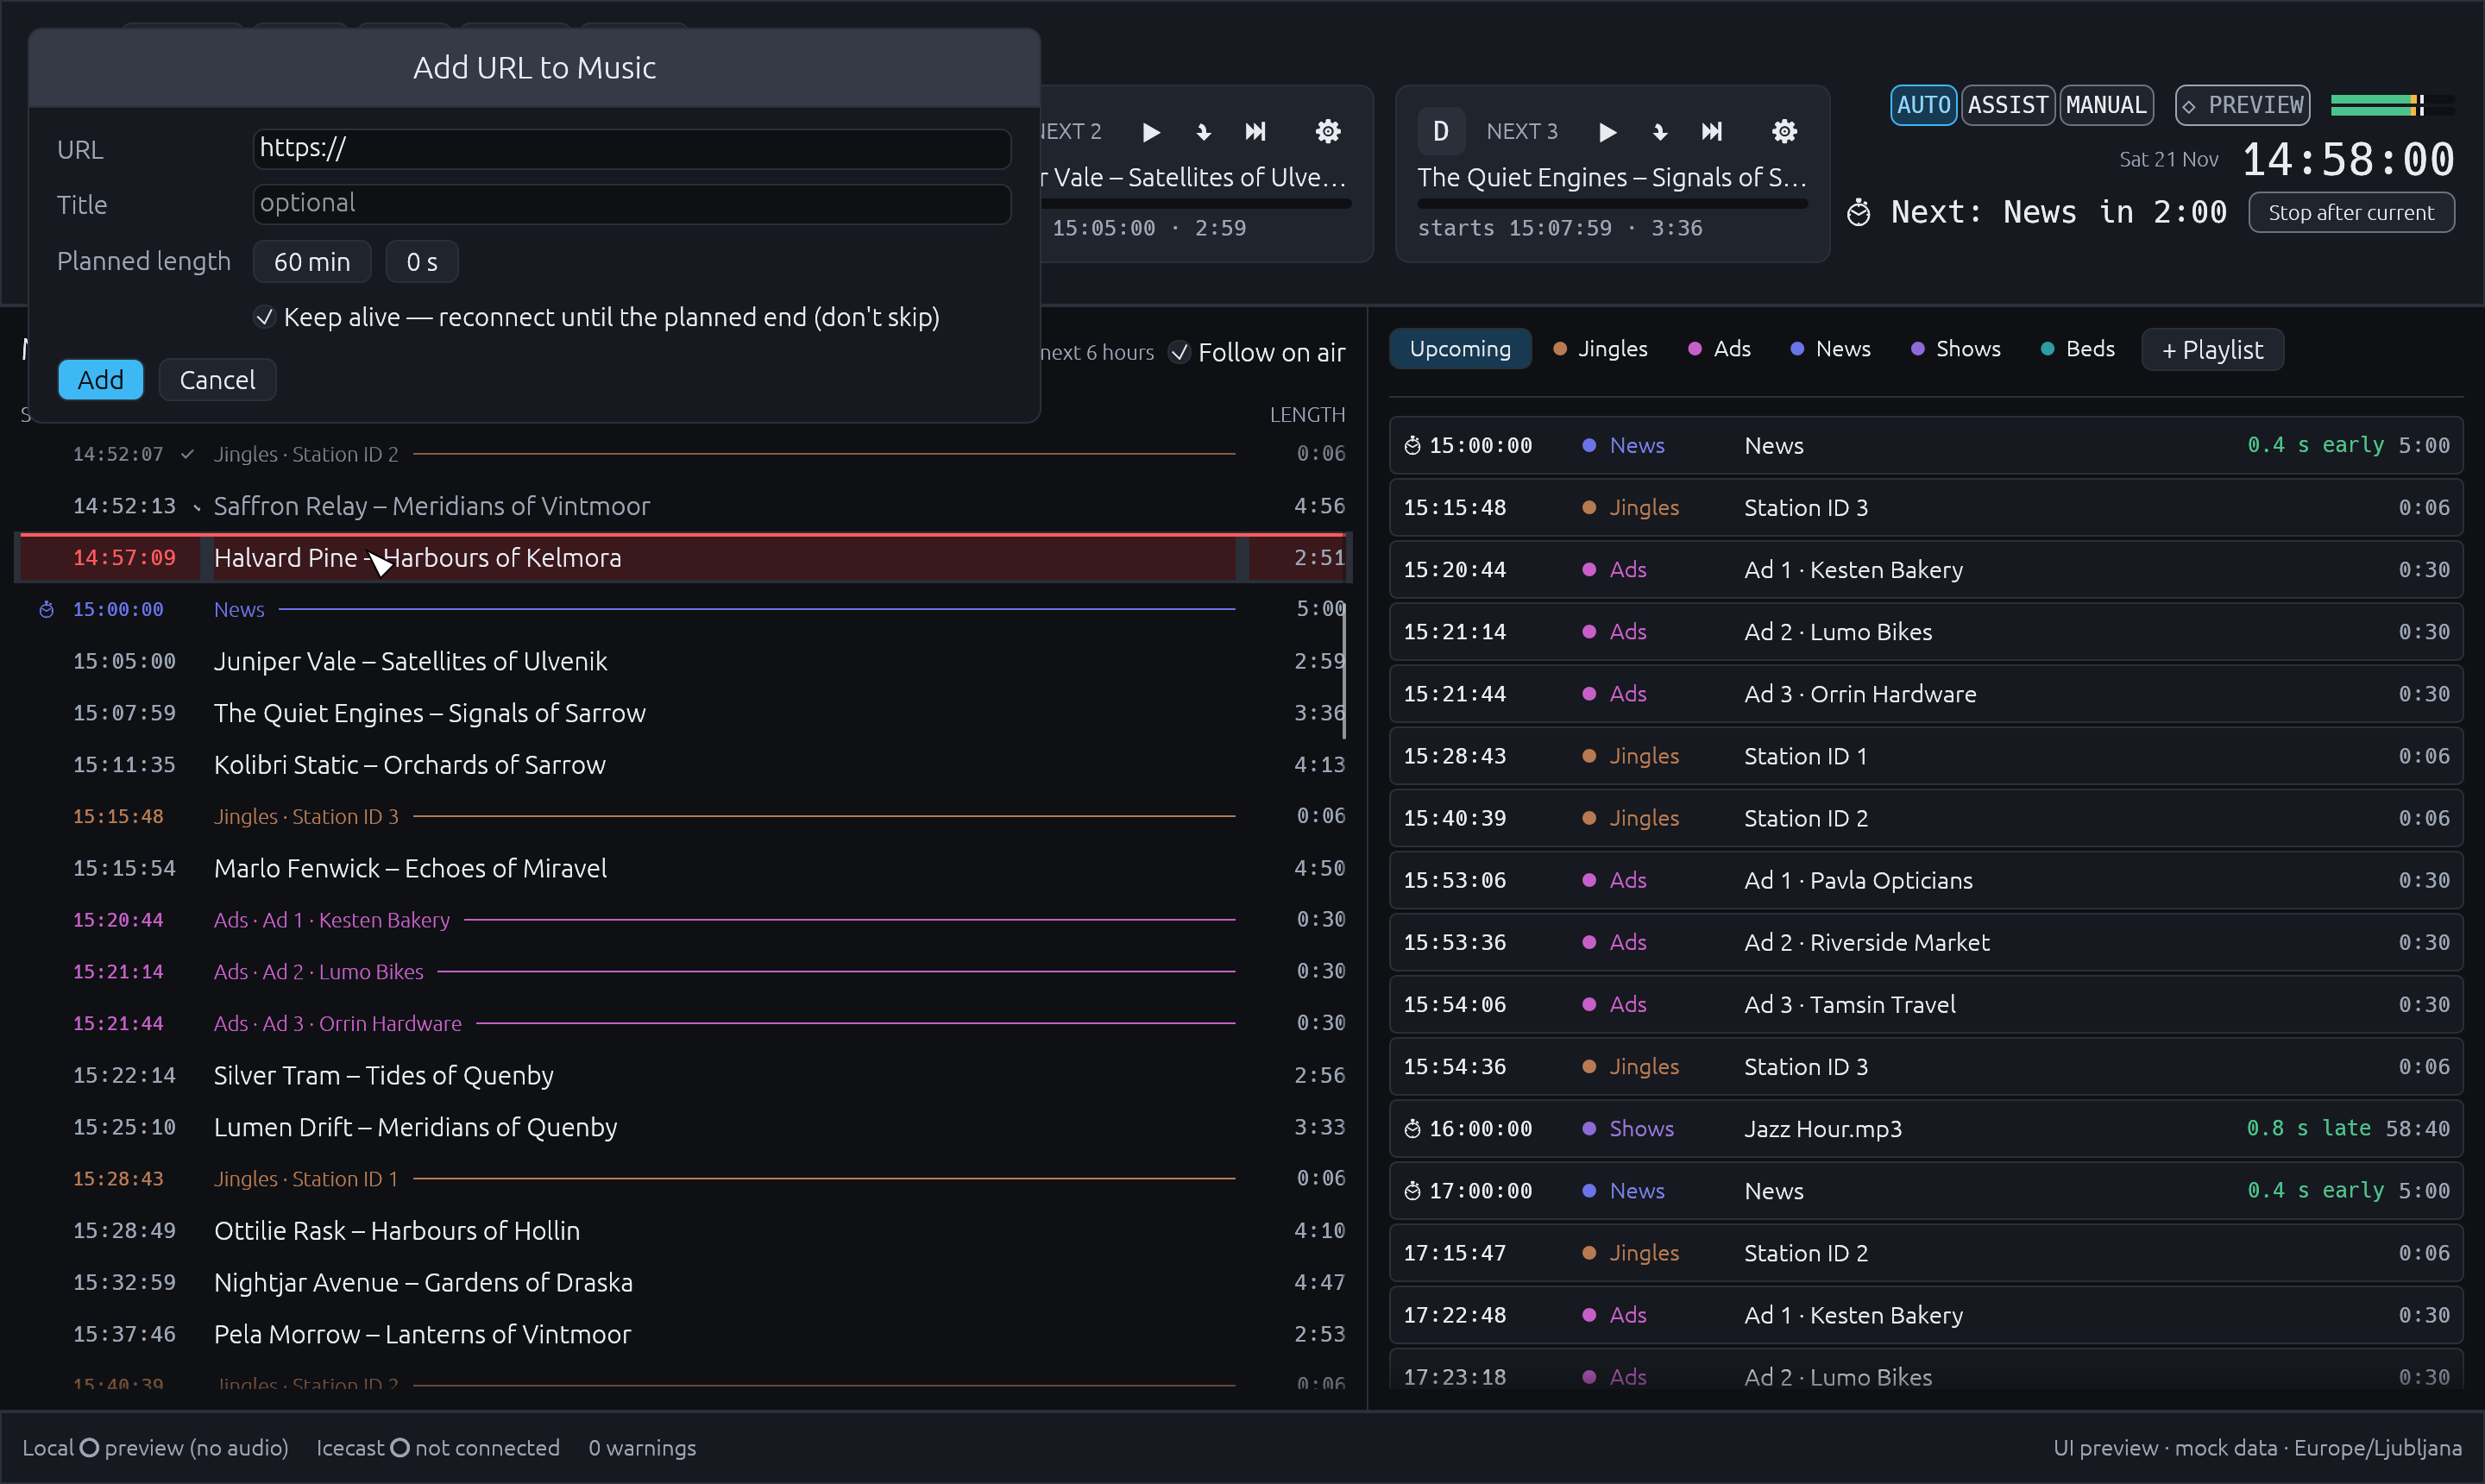 Add URL to Music
URL https://
Title optional
Planned length 60 min 0 s
Keep alive — reconnect until the planned end (don't skip)
Add Cancel
NEXT 2
r Vale – Satellites of Ulve…
15:05:00 · 2:59
D NEXT 3
The Quiet Engines – Signals of S…
starts 15:07:59 · 3:36
AUTO ASSIST MANUAL ◇ PREVIEW
Sat 21 Nov 14:58:00
Next: News in 2:00 Stop after current
next 6 hours Follow on air
LENGTH
14:52:07 Jingles · Station ID 2 0:06
14:52:13 Saffron Relay – Meridians of Vintmoor 4:56
14:57:09 Halvard Pine – Harbours of Kelmora 2:51
15:00:00 News 5:00
15:05:00 Juniper Vale – Satellites of Ulvenik 2:59
15:07:59 The Quiet Engines – Signals of Sarrow 3:36
15:11:35 Kolibri Static – Orchards of Sarrow 4:13
15:15:48 Jingles · Station ID 3 0:06
15:15:54 Marlo Fenwick – Echoes of Miravel 4:50
15:20:44 Ads · Ad 1 · Kesten Bakery 0:30
15:21:14 Ads · Ad 2 · Lumo Bikes 0:30
15:21:44 Ads · Ad 3 · Orrin Hardware 0:30
15:22:14 Silver Tram – Tides of Quenby 2:56
15:25:10 Lumen Drift – Meridians of Quenby 3:33
15:28:43 Jingles · Station ID 1 0:06
15:28:49 Ottilie Rask – Harbours of Hollin 4:10
15:32:59 Nightjar Avenue – Gardens of Draska 4:47
15:37:46 Pela Morrow – Lanterns of Vintmoor 2:53
15:40:39 Jingles · Station ID 2 0:06
Upcoming Jingles Ads News Shows Beds + Playlist
15:00:00 News News 0.4 s early 5:00
15:15:48 Jingles Station ID 3 0:06
15:20:44 Ads Ad 1 · Kesten Bakery 0:30
15:21:14 Ads Ad 2 · Lumo Bikes 0:30
15:21:44 Ads Ad 3 · Orrin Hardware 0:30
15:28:43 Jingles Station ID 1 0:06
15:40:39 Jingles Station ID 2 0:06
15:53:06 Ads Ad 1 · Pavla Opticians 0:30
15:53:36 Ads Ad 2 · Riverside Market 0:30
15:54:06 Ads Ad 3 · Tamsin Travel 0:30
15:54:36 Jingles Station ID 3 0:06
16:00:00 Shows Jazz Hour.mp3 0.8 s late 58:40
17:00:00 News News 0.4 s early 5:00
17:15:47 Jingles Station ID 2 0:06
17:22:48 Ads Ad 1 · Kesten Bakery 0:30
17:23:18 Ads Ad 2 · Lumo Bikes 0:30
Local preview (no audio) Icecast not connected 0 warnings
UI preview · mock data · Europe/Ljubljana